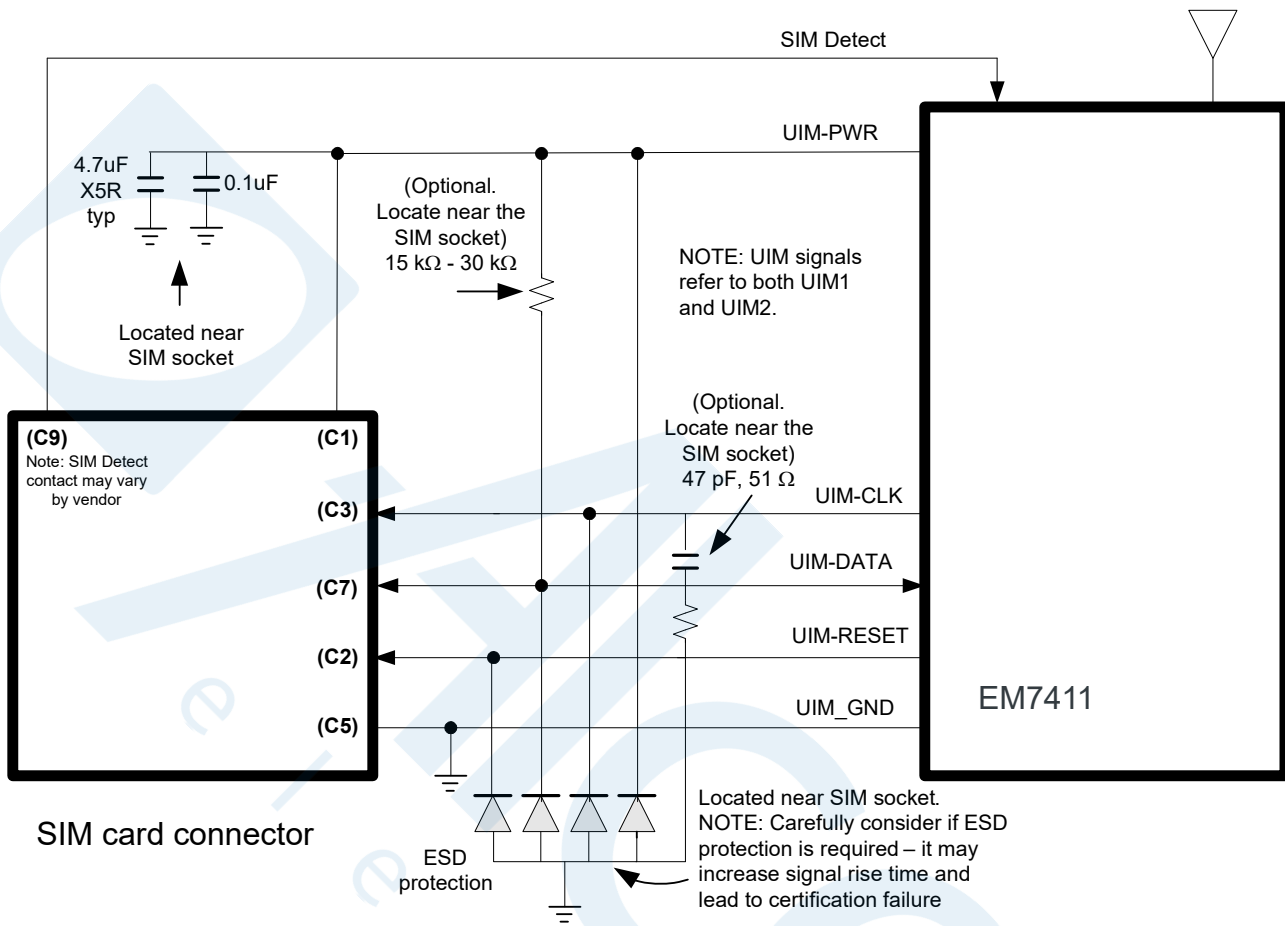 SIM Detect
UIM-PWR
4.7uF
X5R
typ
0.1uF
(Optional.
Locate near the
SIM socket)
15 kΩ - 30 kΩ
NOTE: UIM signals
refer to both UIM1
and UIM2.
Located near
SIM socket
(C9)
Note: SIM Detect
contact may vary
by vendor
(C1)
(Optional.
Locate near the
SIM socket)
47 pF, 51 Ω
(C3)
UIM-CLK
(C7)
UIM-DATA
(C2)
UIM-RESET
(C5)
UIM_GND
EM7411
SIM card connector
ESD
protection
Located near SIM socket.
NOTE: Carefully consider if ESD
protection is required – it may
increase signal rise time and
lead to certification failure